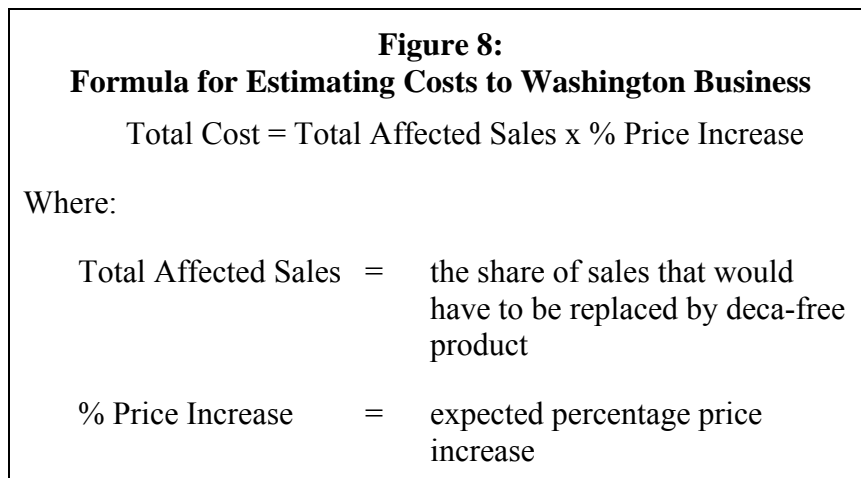 Figure 8:
Formula for Estimating Costs to Washington Business
Total Cost = Total Affected Sales x % Price Increase
Where:
Total Affected Sales = the share of sales that would
have to be replaced by deca-free
product
% Price Increase = expected percentage price
increase